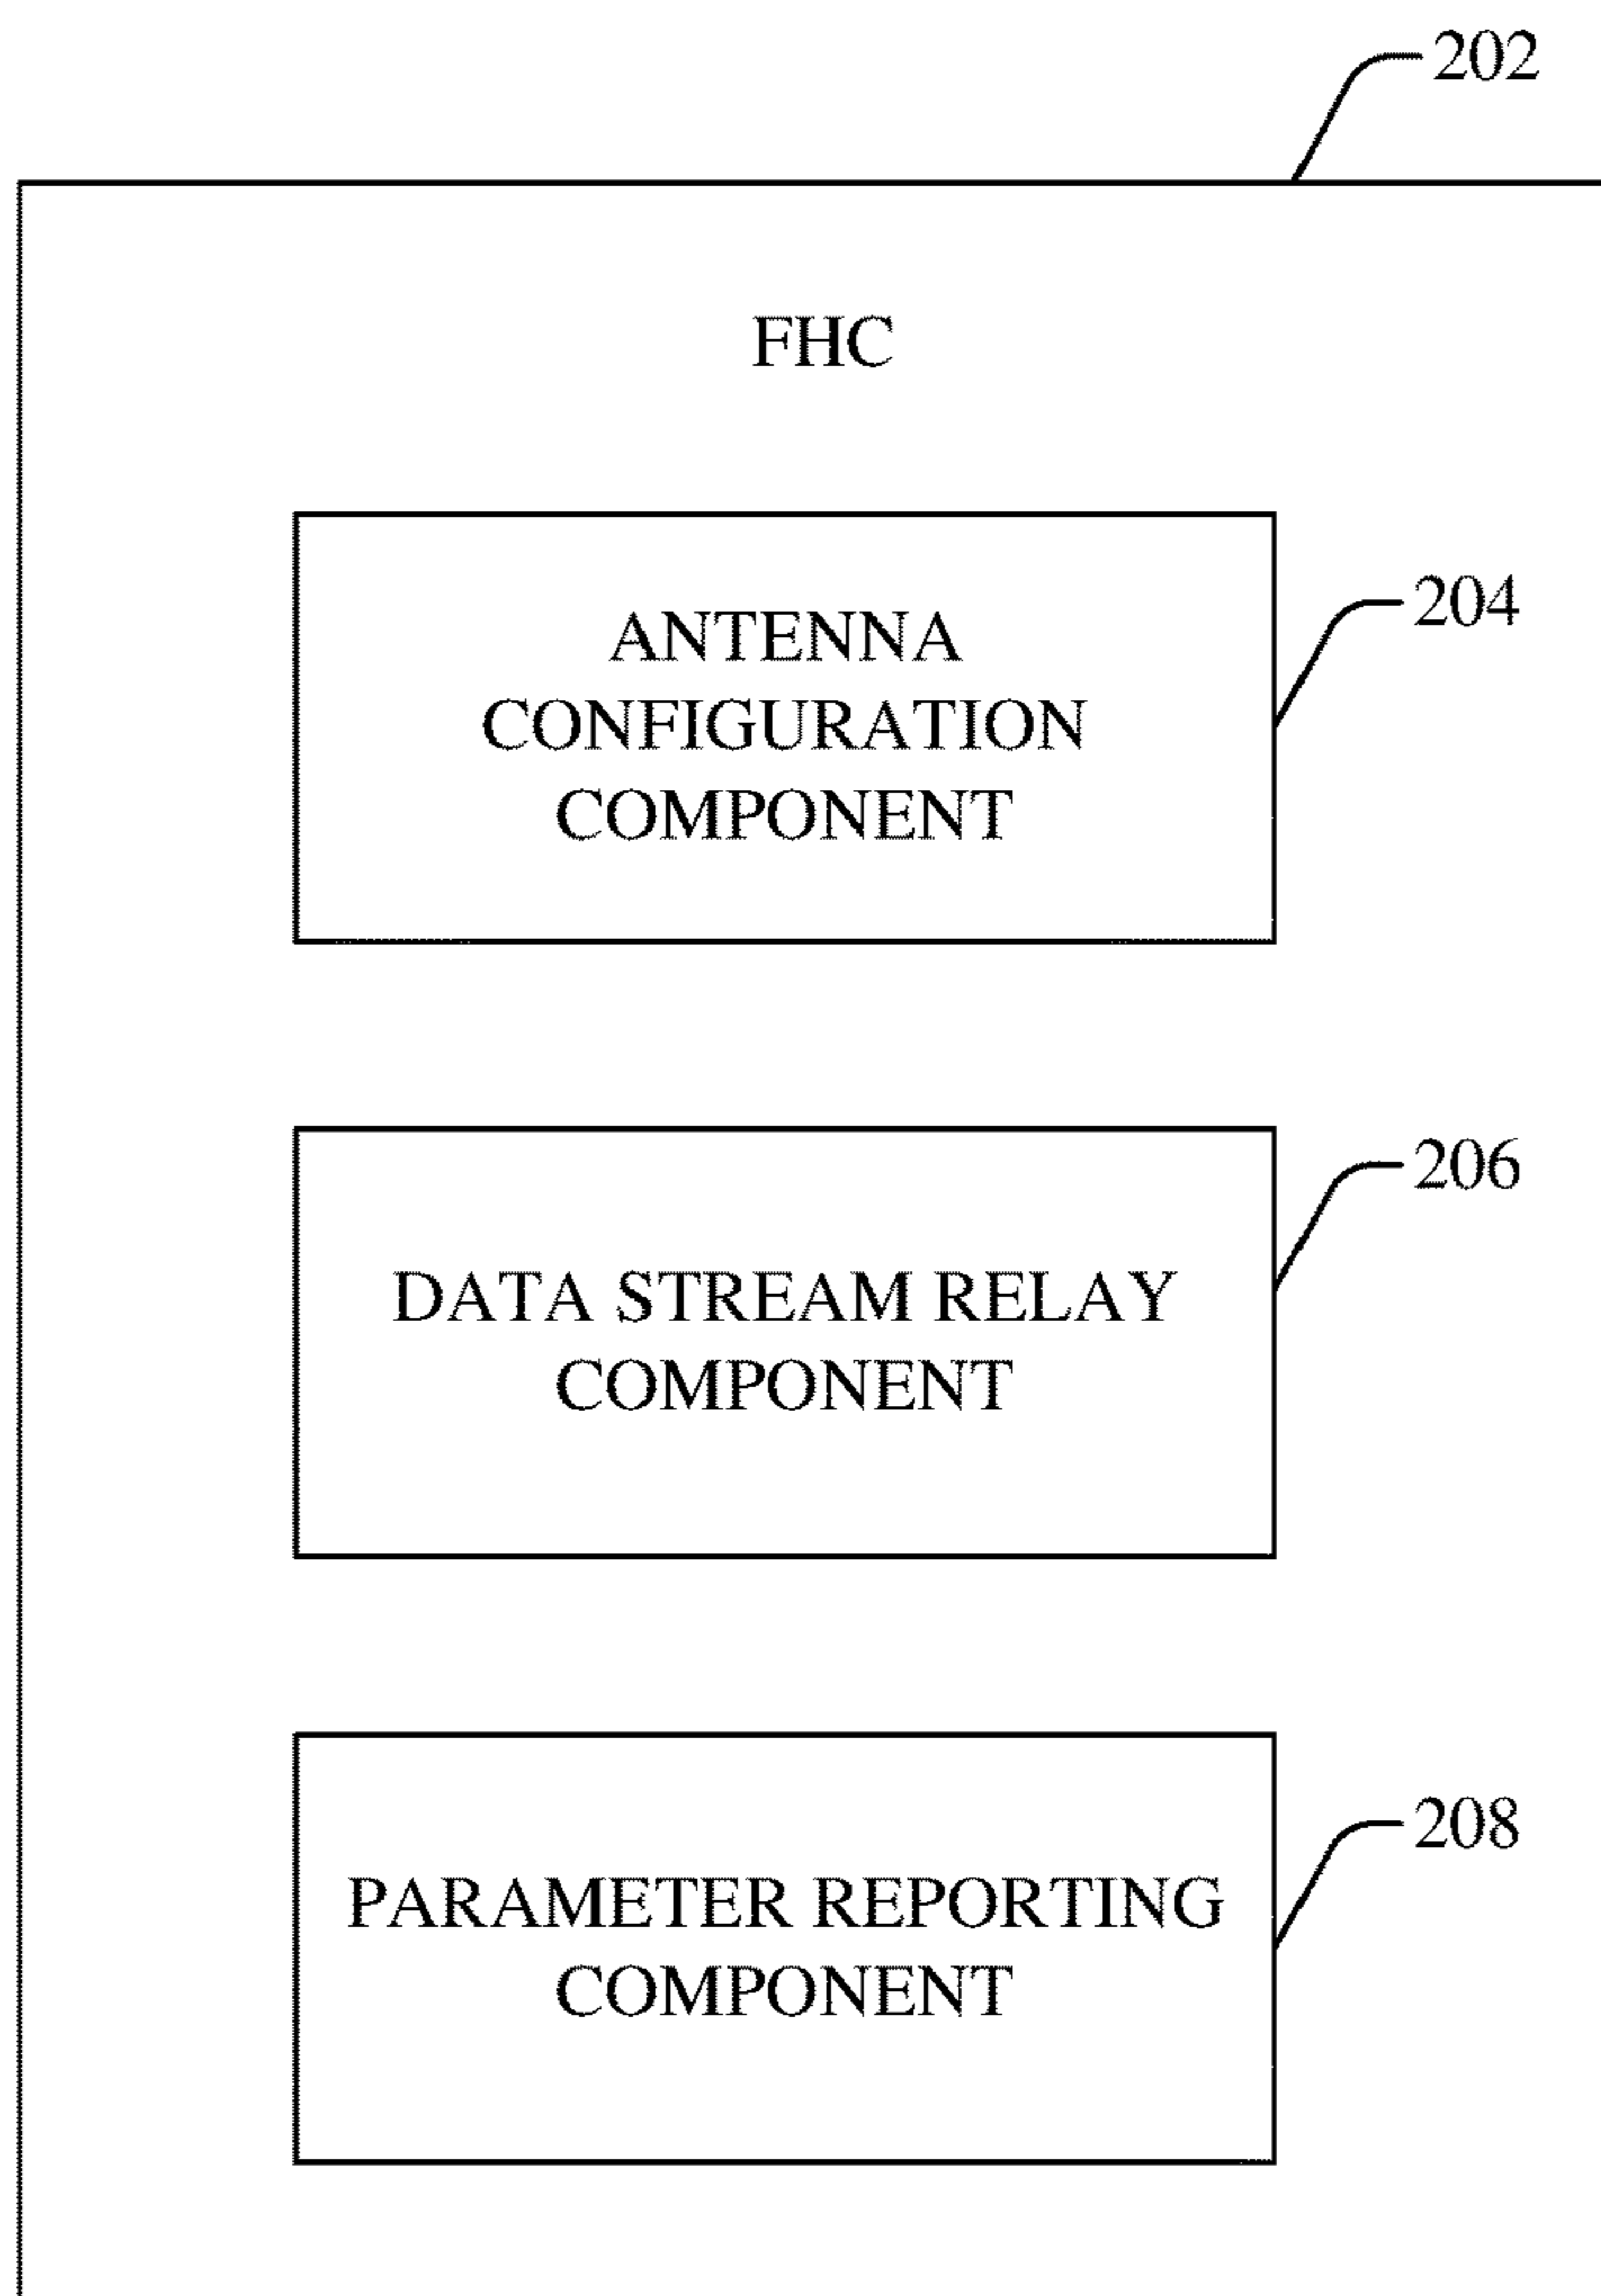 202
FHC
ANTENNA
CONFIGURATION
COMPONENT
204
DATA STREAM RELAY
COMPONENT
206
PARAMETER REPORTING
COMPONENT
208